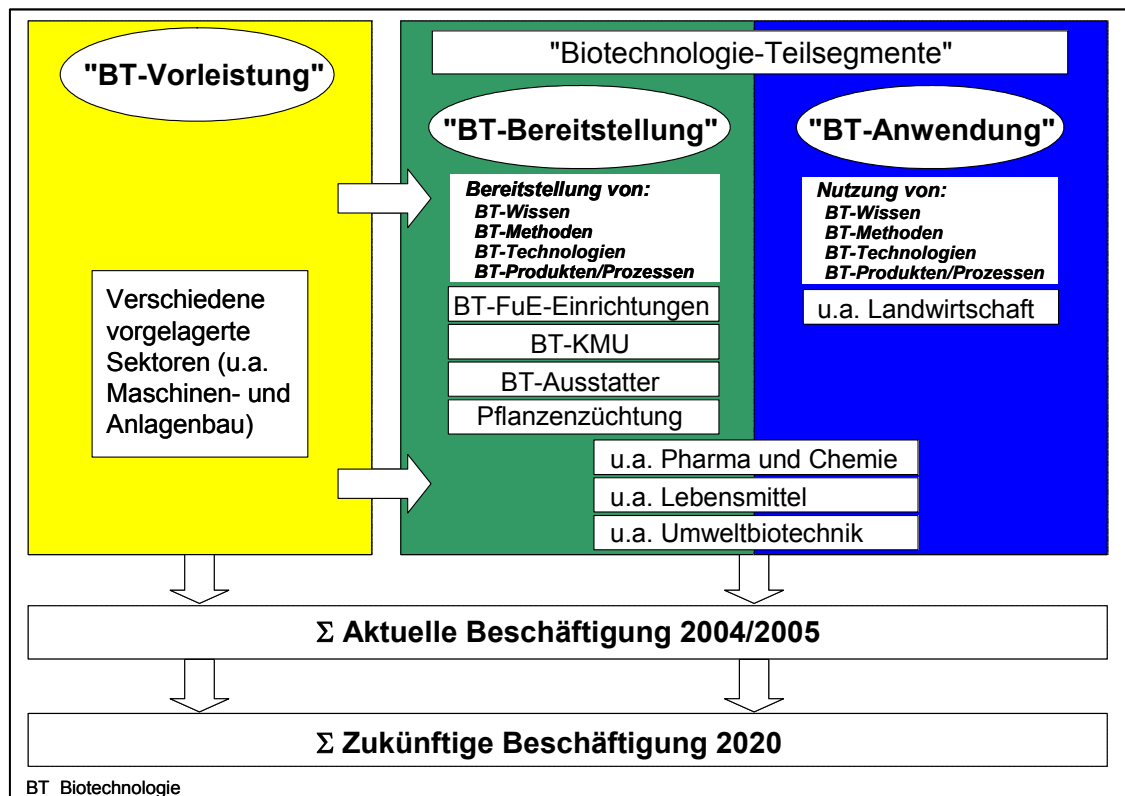 "BT-Vorleistung"
Verschiedene
vorgelagerte
Sektoren (u.a.
Maschinen- und
Anlagenbau)
"Biotechnologie-Teilsegmente"
"BT-Bereitstellung"
Bereitstellung von:
BT-Wissen
BT-Methoden
BT-Technologien
BT-Produkten/Prozessen
BT-FuE-Einrichtungen
BT-KMU
BT-Ausstatter
Pflanzenzüchtung
"BT-Anwendung"
Nutzung von:
BT-Wissen
BT-Methoden
BT-Technologien
BT-Produkten/Prozessen
u.a. Landwirtschaft
u.a. Pharma und Chemie
u.a. Lebensmittel
u.a. Umweltbiotechnik
Σ Aktuelle Beschäftigung 2004/2005
Σ Zukünftige Beschäftigung 2020
BT Biotechnologie